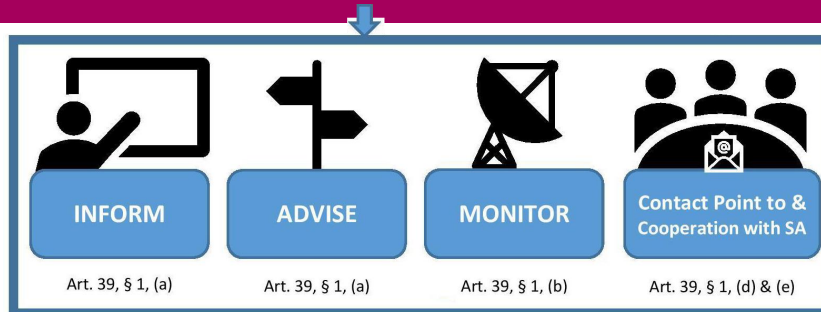 INFORM
ADVISE
MONITOR
Contact Point to &
Cooperation with SA
Art. 39, § 1, (a)
Art. 39, § 1, (a)
Art. 39, § 1, (b)
Art. 39, § 1, (d) & (e)
@